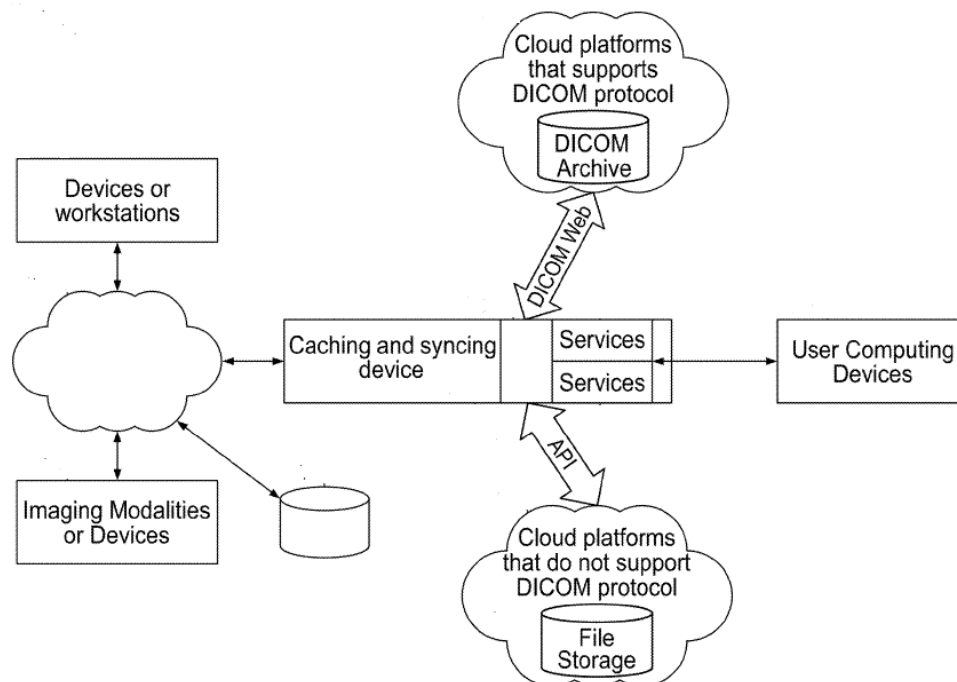 Cloud platforms
that supports
DICOM protocol
DICOM
Archive
Devices or
workstations
DICOM Web
Caching and syncing
device
Services
Services
User Computing
Devices
API
Imaging Modalities
or Devices
Cloud platforms
that do not support
DICOM protocol
File
Storage